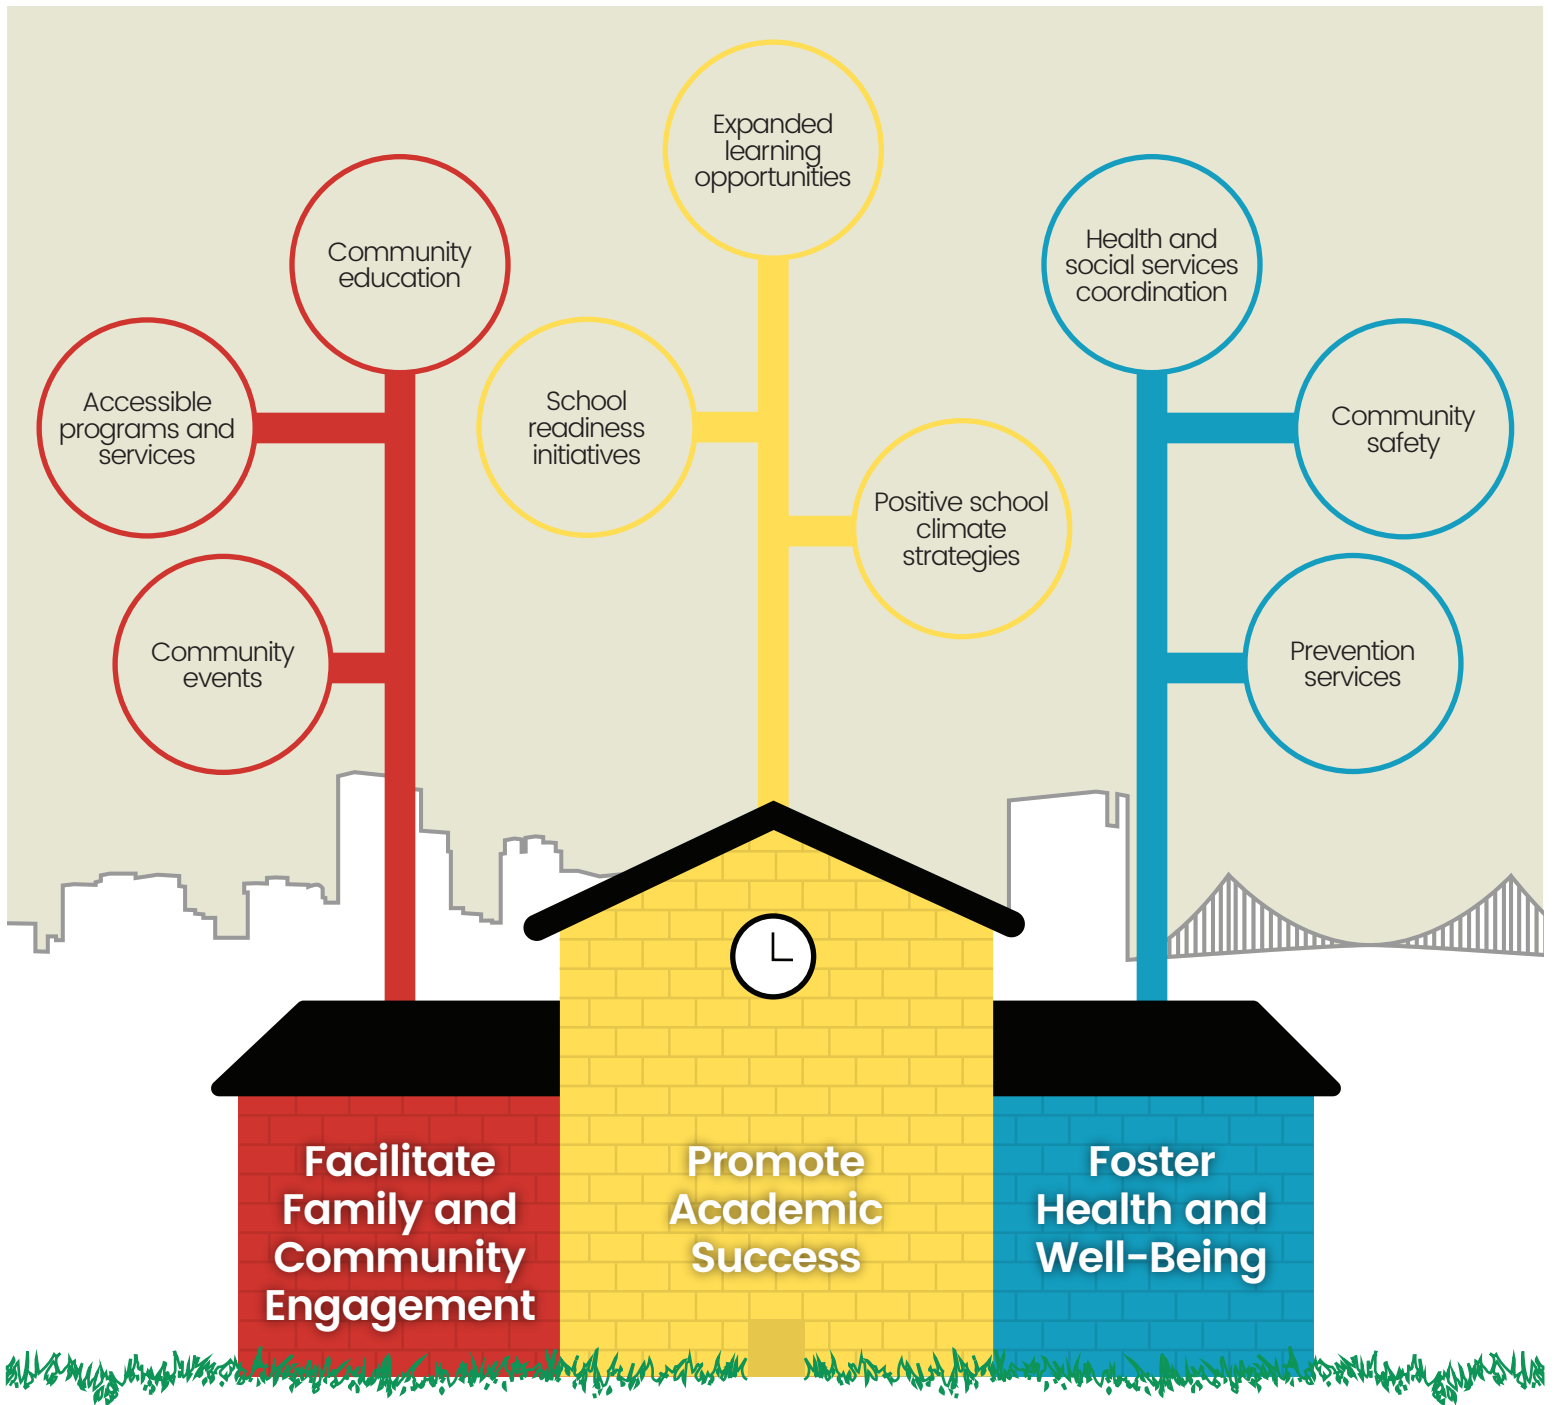 Expanded
learning
opportunities
Community
education
Health and
social services
coordination
Accessible
programs and
services
School
readiness
initiatives
Community
safety
Positive school
climate
strategies
Community
events
Prevention
services
Facilitate
Family and
Community
Engagement
Promote
Academic
Success
Foster
Health and
Well-Being